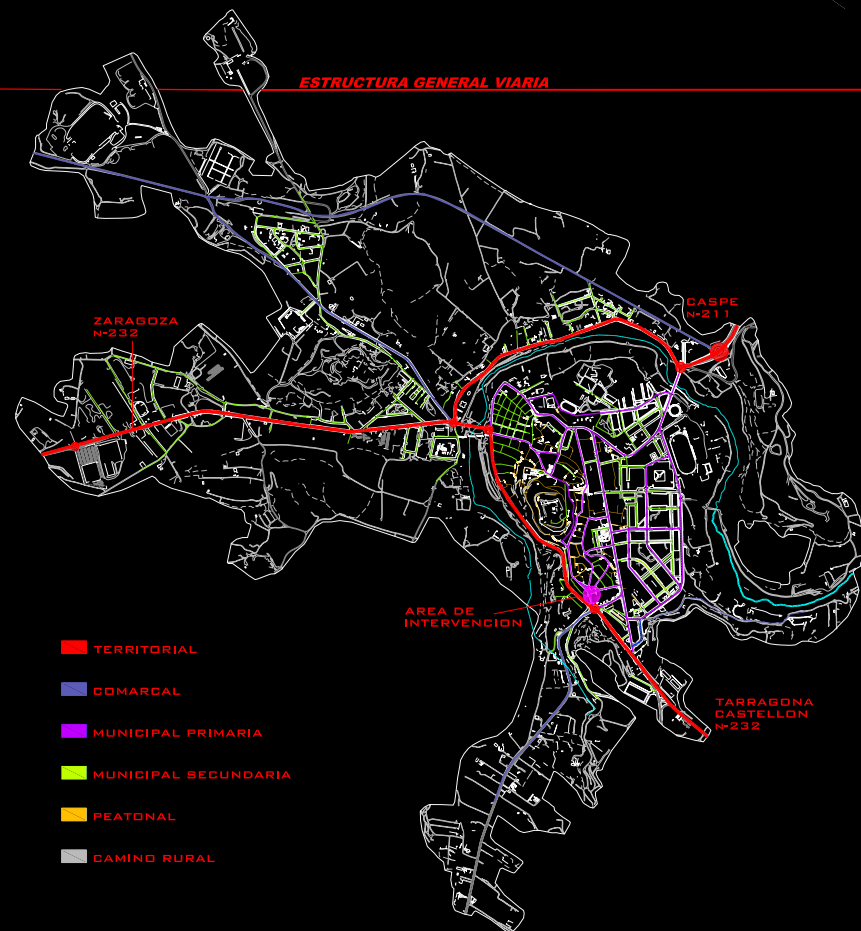 ESTRUCTURA GENERAL VIARIA
CASPE
N-211
ZARAGOZA
N-232
AREA DE
INTERVENCION
TERRITORIAL
COMARCAL
MUNICIPAL PRIMARIA
MUNICIPAL SECUNDARIA
PEATONAL
CAMINO RURAL
TARRAGONA
CASTELLON
N-232